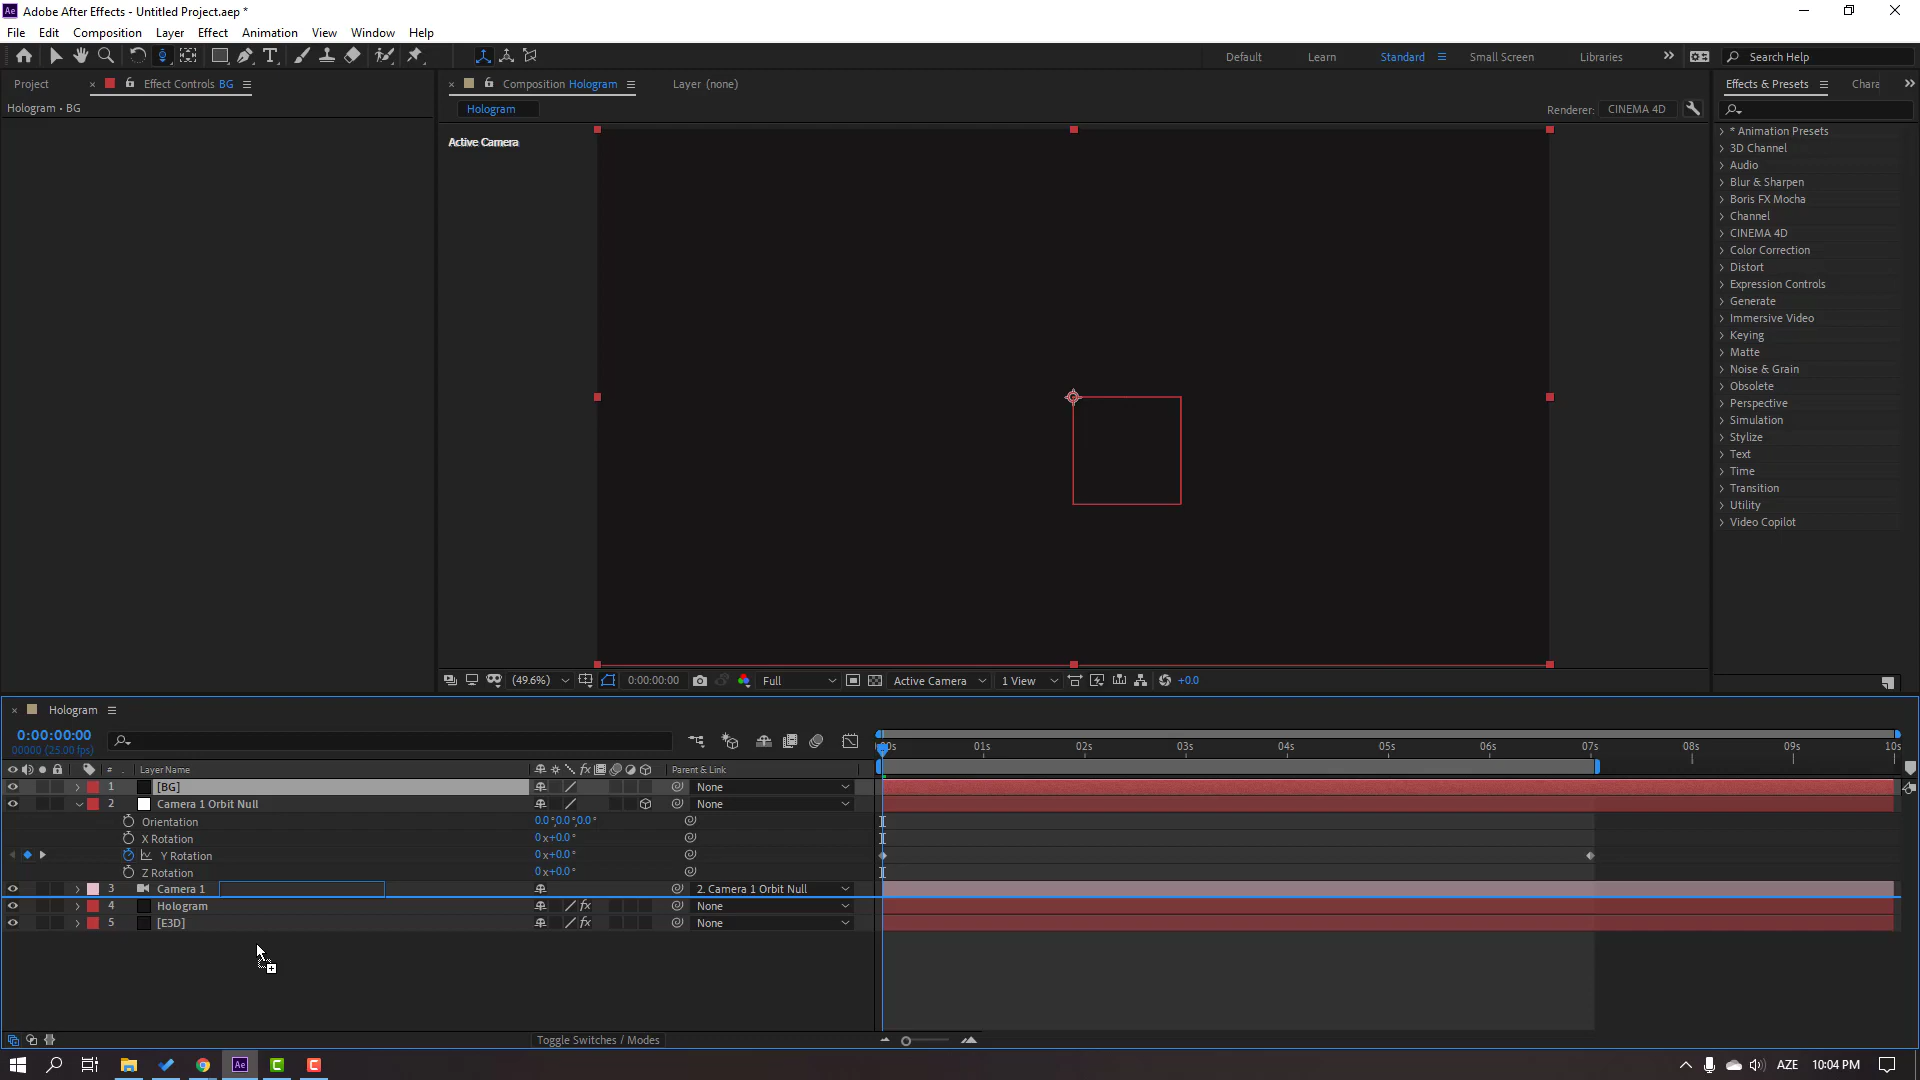 Adobe After Effects - Untitled Project.aep *
File Edit Composition Layer Effect Animation View Window Help
Default Learn Standard Small Screen Libraries Search Help
Project Effect Controls BG Composition Hologram Layer (none) Effects & Presets Chara
Hologram • BG Hologram Renderer: CINEMA 4D
Active Camera
* Animation Presets
3D Channel
Audio
Blur & Sharpen
Boris FX Mocha
Channel
CINEMA 4D
Color Correction
Distort
Expression Controls
Generate
Immersive Video
Keying
Matte
Noise & Grain
Obsolete
Perspective
Simulation
Stylize
Text
Time
Transition
Utility
Video Copilot
(49.6%) 0:00:00:00 Full Active Camera 1 View +0.0
Hologram
0:00:00:00
00000 (25.00 fps)
01s 02s 03s 04s 05s 06s 07s 08s 09s 10s
# Layer Name Parent & Link
1 [BG] None
2 Camera 1 Orbit Null None
Orientation 0.0°,0.0°,0.0°
X Rotation 0x+0.0°
Y Rotation 0x+0.0°
Z Rotation 0x+0.0°
3 Camera 1 2. Camera 1 Orbit Null
4 Hologram None
5 [E3D] None
Toggle Switches / Modes
AZE 10:04 PM